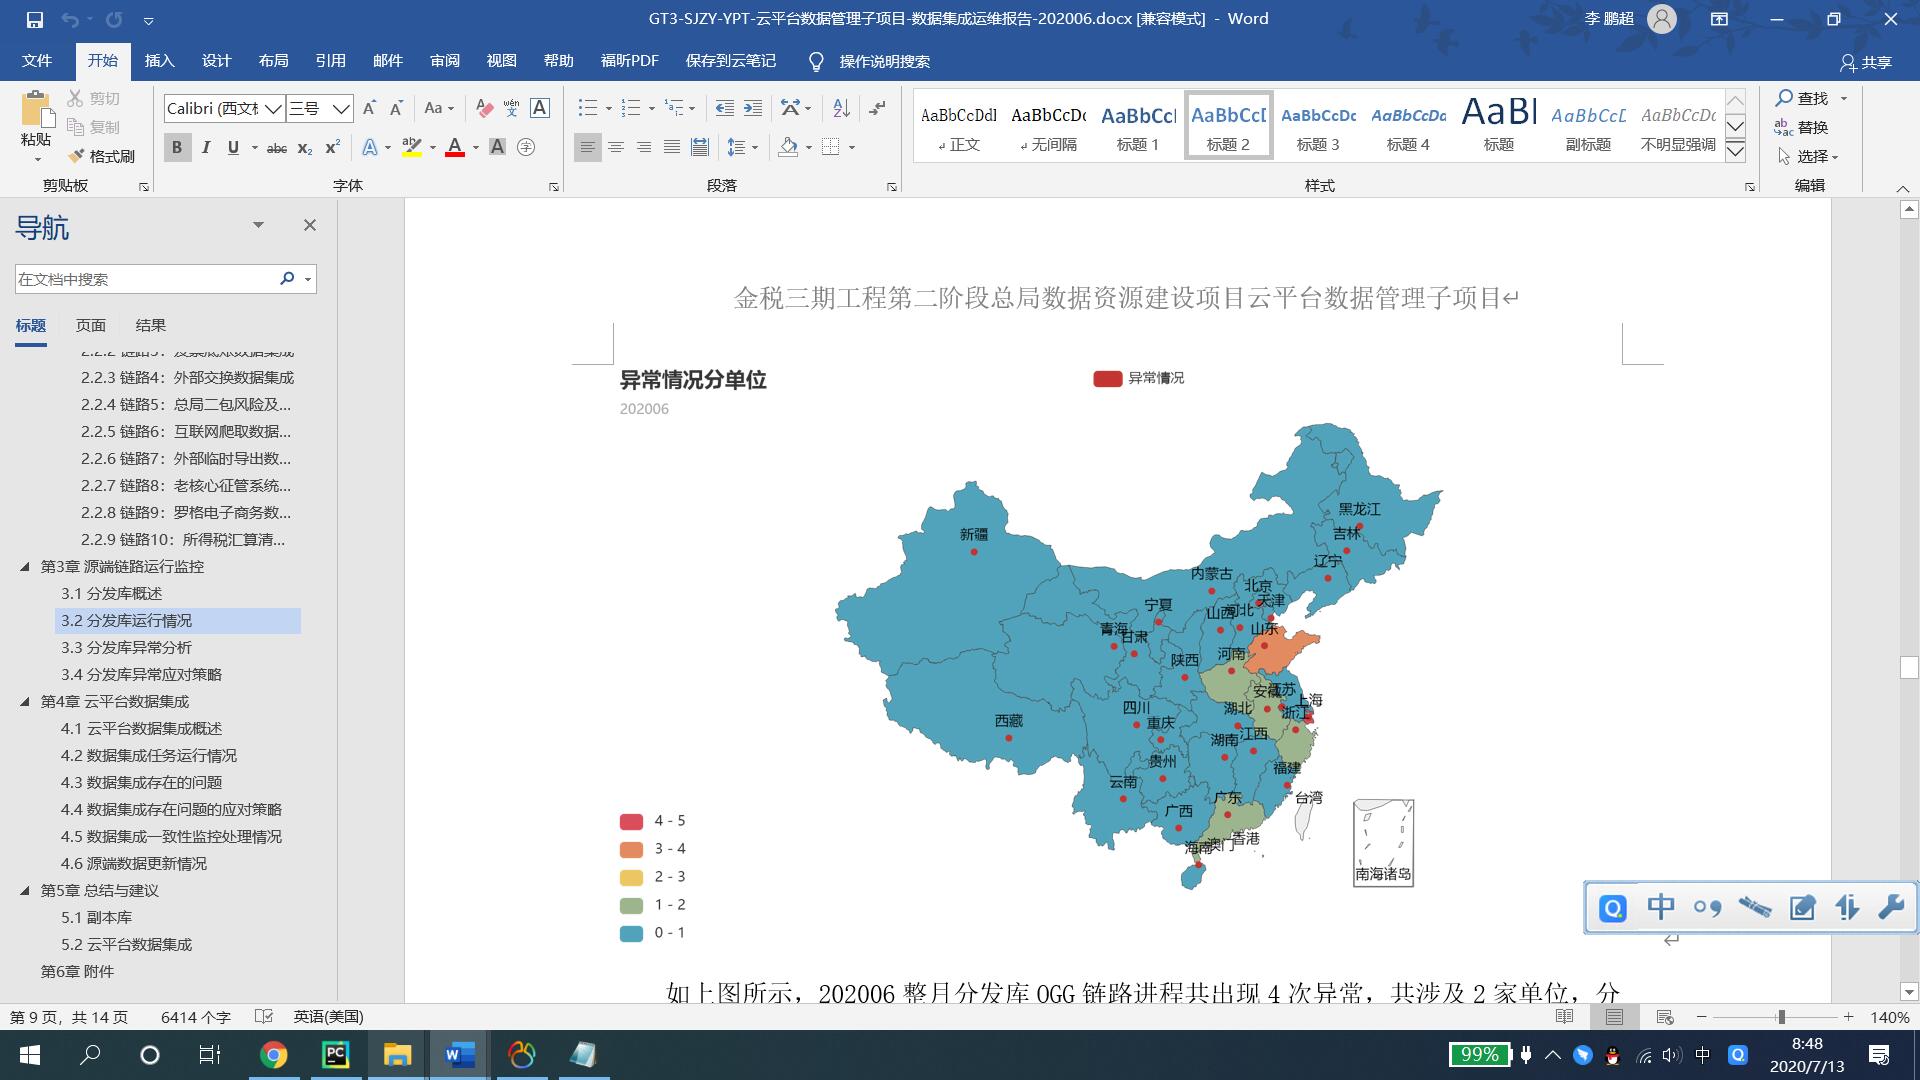 GT3-SJZY-YPT-云平台数据管理子项目-数据集成运维报告-202006.docx [兼容模式] - Word
李 鹏超
文件 开始 插入 设计 布局 引用 邮件 审阅 视图 帮助 福昕PDF 保存到云笔记 操作说明搜索 共享
Calibri (西文标 三号
粘贴
剪切
复制
格式刷
剪贴板 字体 段落 样式 编辑
AaBbCcDdI 正文
AaBbCcDc 无间隔
AaBbCcI 标题 1
AaBbCcI 标题 2
AaBbCcDc 标题 3
AaBbCcDa 标题 4
AaBI 标题
AaBbCcD 副标题
AaBbCcDc 不明显强调
查找
替换
选择
导航
在文档中搜索
标题 页面 结果
2.2.3 链路4：外部交换数据集成
2.2.4 链路5：总局二包风险及...
2.2.5 链路6：互联网爬取数据...
2.2.6 链路7：外部临时导出数...
2.2.7 链路8：老核心征管系统...
2.2.8 链路9：罗格电子商务数...
2.2.9 链路10：所得税汇算清...
第3章 源端链路运行监控
3.1 分发库概述
3.2 分发库运行情况
3.3 分发库异常分析
3.4 分发库异常应对策略
第4章 云平台数据集成
4.1 云平台数据集成概述
4.2 数据集成任务运行情况
4.3 数据集成存在的问题
4.4 数据集成存在问题的应对策略
4.5 数据集成一致性监控处理情况
4.6 源端数据更新情况
第5章 总结与建议
5.1 副本库
5.2 云平台数据集成
第6章 附件
金税三期工程第二阶段总局数据资源建设项目云平台数据管理子项目
异常情况分单位
202006
异常情况
黑龙江
吉林
新疆
辽宁
内蒙古
北京
天津
宁夏
山西
河北
青海
甘肃
山东
河南
陕西
安徽
江苏
上海
四川
湖北
浙江
西藏
重庆
湖南
江西
贵州
福建
云南
广东
台湾
广西
香港
海南
澳门
南海诸岛
4 - 5
3 - 4
2 - 3
1 - 2
0 - 1
如上图所示，202006 整月分发库 OGG 链路进程共出现 4 次异常，共涉及 2 家单位，分
中
第 9 页，共 14 页 6414 个字 英语(美国) 140%
99% 中 8:48
2020/7/13